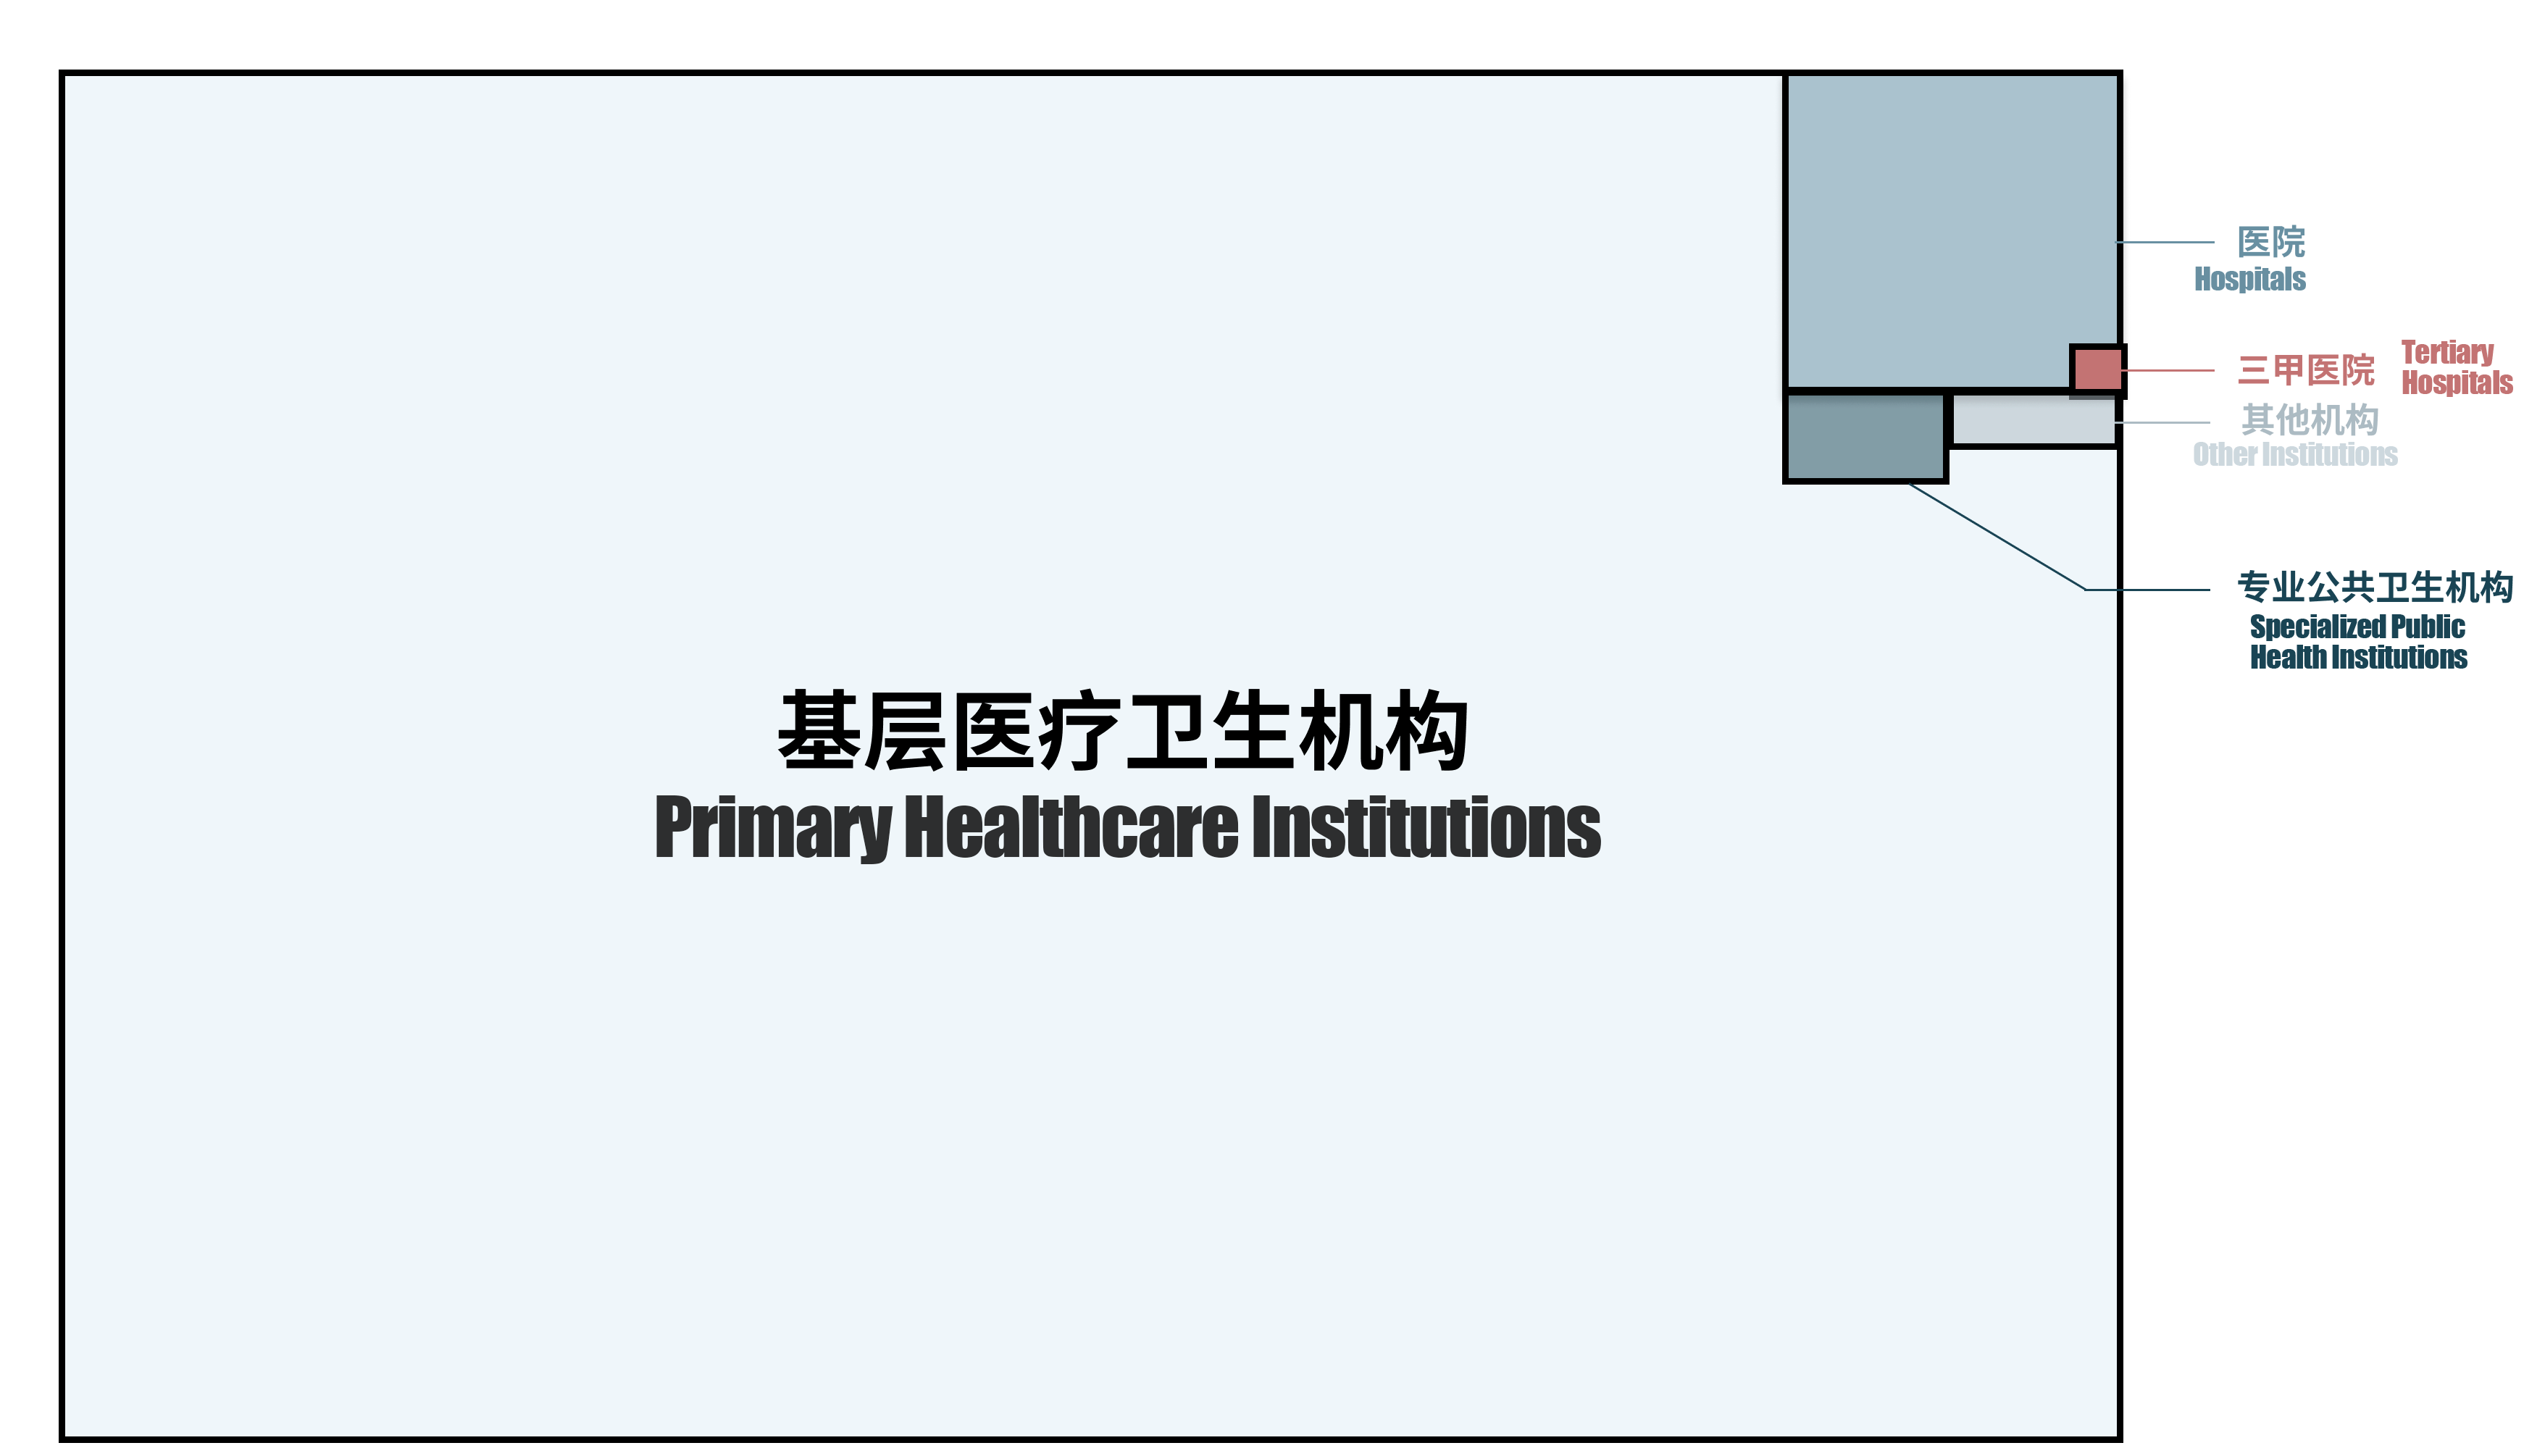 医院
Hospitals
三甲医院
Tertiary
Hospitals
其他机构
Other Institutions
专业公共卫生机构
Specialized Public
Health Institutions
基层医疗卫生机构
Primary Healthcare Institutions